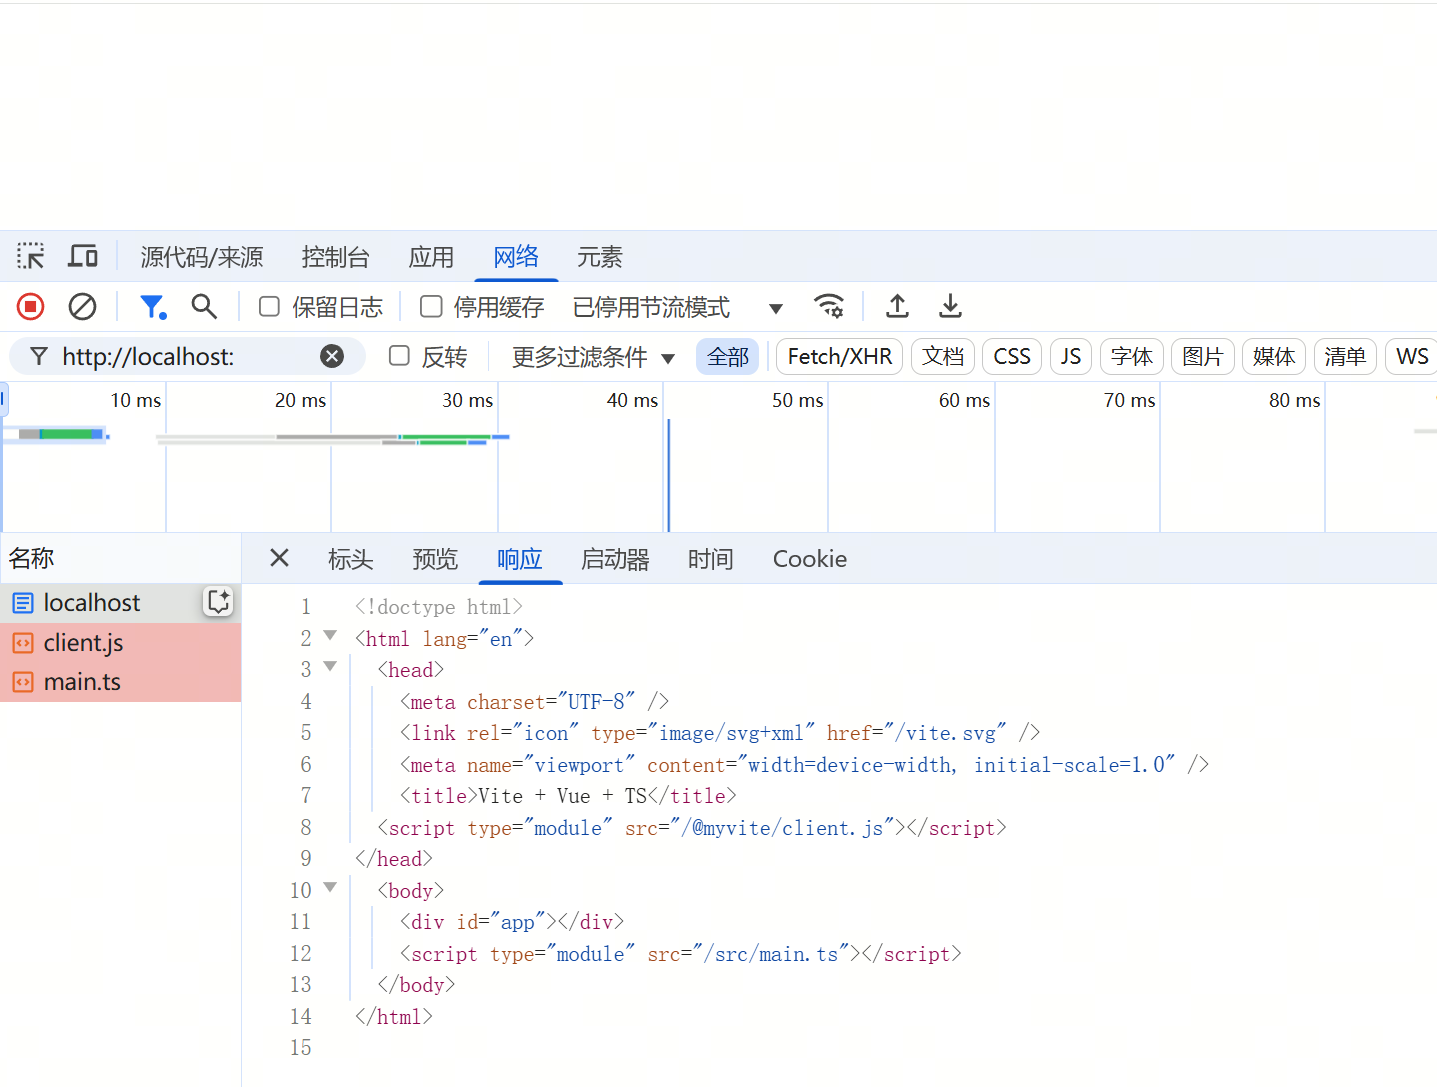 源代码/来源 控制台 应用 网络 元素
保留日志 停用缓存 已停用节流模式
http://localhost: 反转 更多过滤条件 全部 Fetch/XHR 文档 CSS JS 字体 图片 媒体 清单 WS
10 ms 20 ms 30 ms 40 ms 50 ms 60 ms 70 ms 80 ms
名称 标头 预览 响应 启动器 时间 Cookie
localhost
client.js
main.ts
1 <!doctype html>
2 <html lang="en">
3 <head>
4 <meta charset="UTF-8" />
5 <link rel="icon" type="image/svg+xml" href="/vite.svg" />
6 <meta name="viewport" content="width=device-width, initial-scale=1.0" />
7 <title>Vite + Vue + TS</title>
8 <script type="module" src="/@myvite/client.js"></script>
9 </head>
10 <body>
11 <div id="app"></div>
12 <script type="module" src="/src/main.ts"></script>
13 </body>
14 </html>
15